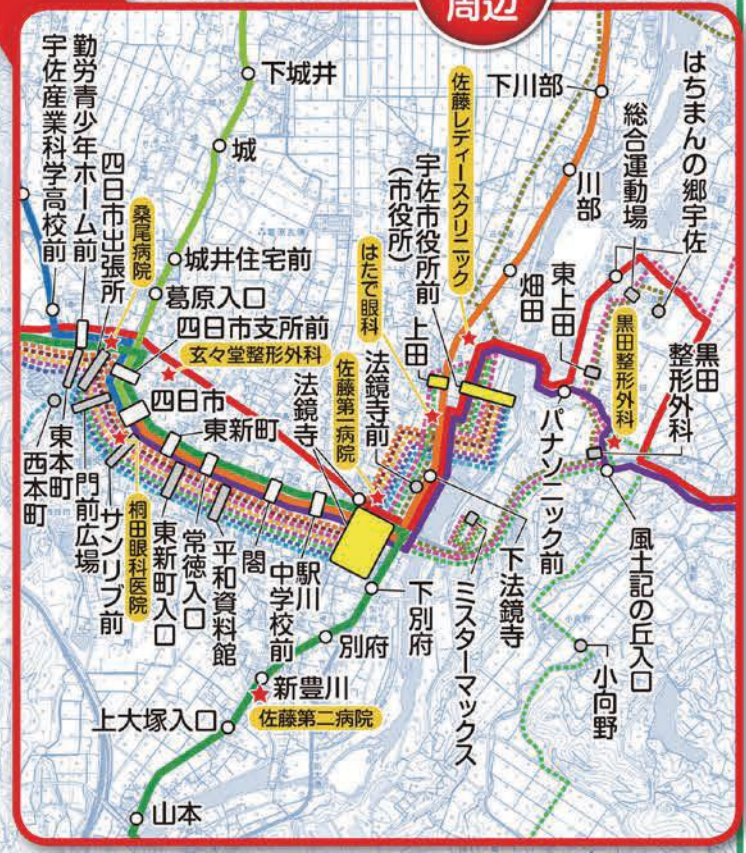 周辺
下城井
城
城井住宅前
葛原入口
四日市支所前
玄々堂整形外科
四日市
東新町
宇佐産業科学高校前
勤労青少年ホーム前
四日市出張所
桑尾病院
西本町
東本町
門前広場
サンリブ前
桐田眼科医院
東新町入口
常徳入口
平和資料館
閤
駅川中学校前
法鏡寺
佐藤第一病院
法鏡寺前
はたで眼科
上田
宇佐市役所前
(市役所)
佐藤レディースクリニック
下川部
川部
畑田
総合運動場
はちまんの郷宇佐
東上田
黒田整形外科
黒田
整形外科
パナソニック前
風土記の丘入口
小向野
下法鏡寺
ミスターマックス
下別府
別府
新豊川
佐藤第二病院
上大塚入口
山本